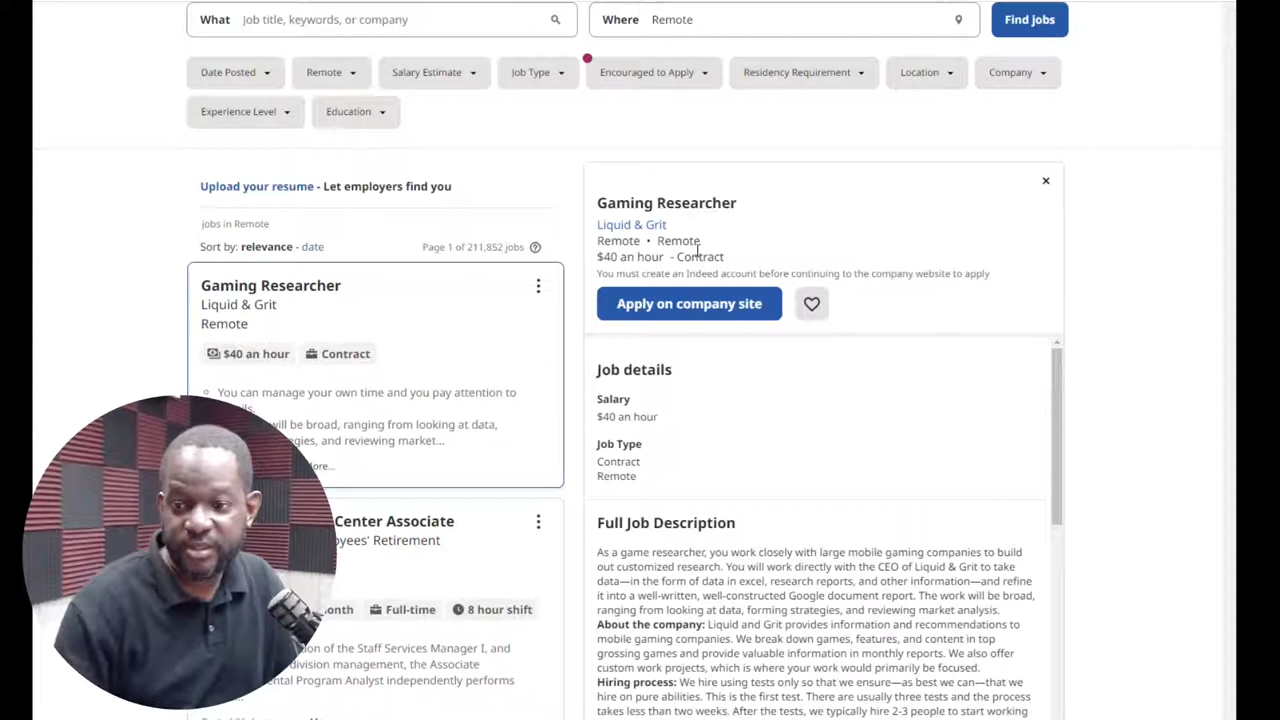 What Job title, keywords, or company
Where Remote
Find jobs
Date Posted
Remote
Salary Estimate
Job Type
Encouraged to Apply
Residency Requirement
Location
Company
Experience Level
Education
Upload your resume - Let employers find you
jobs in Remote
Sort by: relevance - date
Page 1 of 211,852 jobs
Gaming Researcher
Liquid & Grit
Remote
$40 an hour
Contract
You can manage your own time and you pay attention to
will be broad, ranging from looking at data,
and reviewing market...
Center Associate
Retirement
Full-time
8 hour shift
of the Staff Services Manager I, and
division management, the Associate
Program Analyst independently performs
Gaming Researcher
Liquid & Grit
Remote • Remote
$40 an hour - Contract
You must create an Indeed account before continuing to the company website to apply
Apply on company site
Job details
Salary
$40 an hour
Job Type
Contract
Remote
Full Job Description
As a game researcher, you work closely with large mobile gaming companies to build
out customized research. You will work directly with the CEO of Liquid & Grit to take
data—in the form of data in excel, research reports, and other information—and refine
it into a well-written, well-constructed Google document report. The work will be broad,
ranging from looking at data, forming strategies, and reviewing market analysis.
About the company: Liquid and Grit provides information and recommendations to
mobile gaming companies. We break down games, features, and content in top
grossing games and provide valuable information in monthly reports. We also offer
custom work projects, which is where your work would primarily be focused.
Hiring process: We hire using tests only so that we ensure—as best we can—that we
hire on pure abilities. This is the first test. There are usually three tests and the process
takes less than two weeks. After the tests, we typically hire 2-3 people to start working